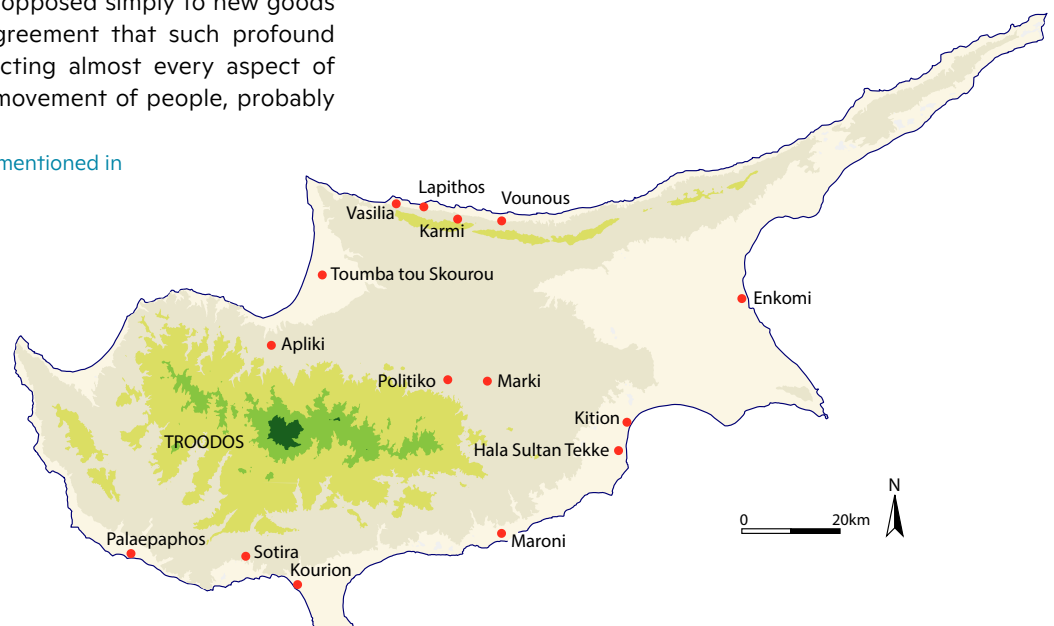 opposed simply to new goods
greement that such profound
cting almost every aspect of
movement of people, probably
mentioned in
Lapithos
Vounous
Vasilia
Karmi
Toumba tou Skourou
Enkomi
Apliki
Politiko
Marki
Kition
TROODOS
Hala Sultan Tekke
N
0 20km
Palaepaphos
Maroni
Sotira
Kourion